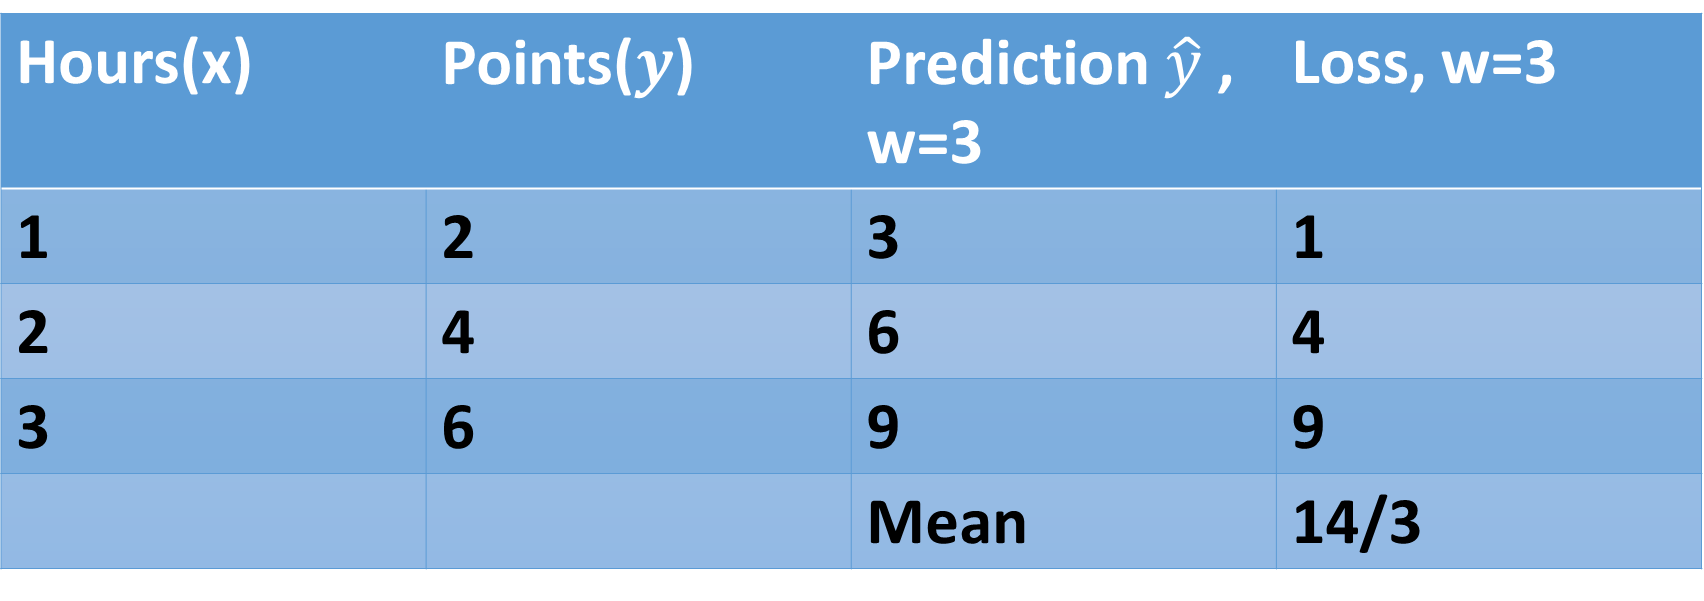 Hours(x) Points(y) Prediction ŷ , w=3 Loss, w=3
1 2 3 1
2 4 6 4
3 6 9 9
Mean 14/3